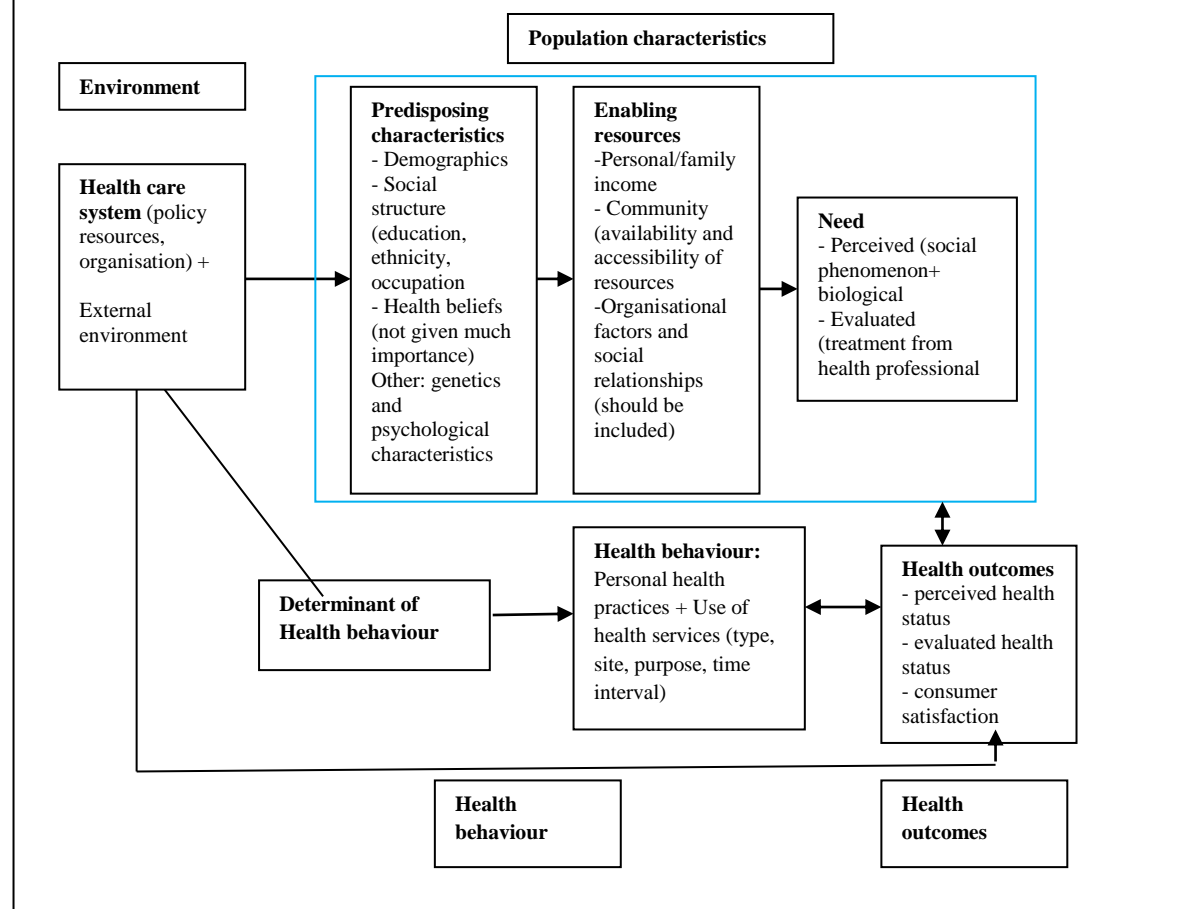 Population characteristics
Environment
Predisposing
characteristics
- Demographics
- Social
structure
(education,
ethnicity,
occupation
- Health beliefs
(not given much
importance)
Other: genetics
and
psychological
characteristics
Enabling
resources
-Personal/family
income
- Community
(availability and
accessibility of
resources
-Organisational
factors and
social
relationships
(should be
included)
Health care
system (policy
resources,
organisation) +
External
environment
Need
- Perceived (social
phenomenon+
biological
- Evaluated
(treatment from
health professional
Determinant of
Health behaviour
Health behaviour:
Personal health
practices + Use of
health services (type,
site, purpose, time
interval)
Health outcomes
- perceived health
status
- evaluated health
status
- consumer
satisfaction
Health
behaviour
Health
outcomes